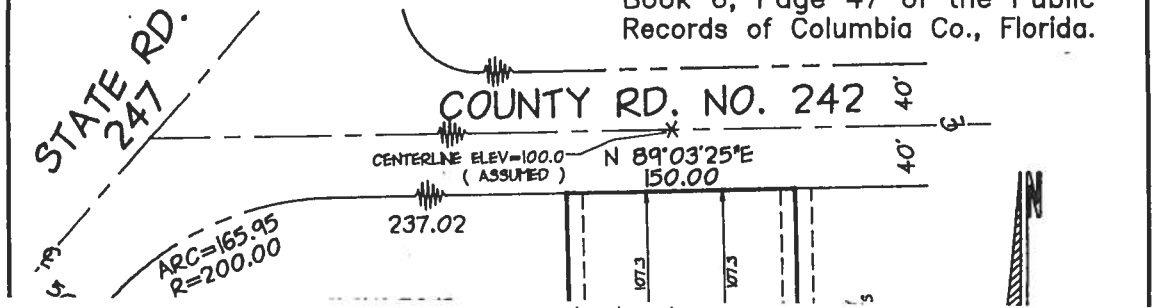 Book 6, Page 47 of the Public
Records of Columbia Co., Florida.
STATE RD.
247
COUNTY RD. NO. 242
40'
40'
CENTERLINE ELEV=100.0
( ASSUMED )
N 89°03'25"E
150.00
237.02
ARC=165.95
R=200.00
107.3
107.3
N